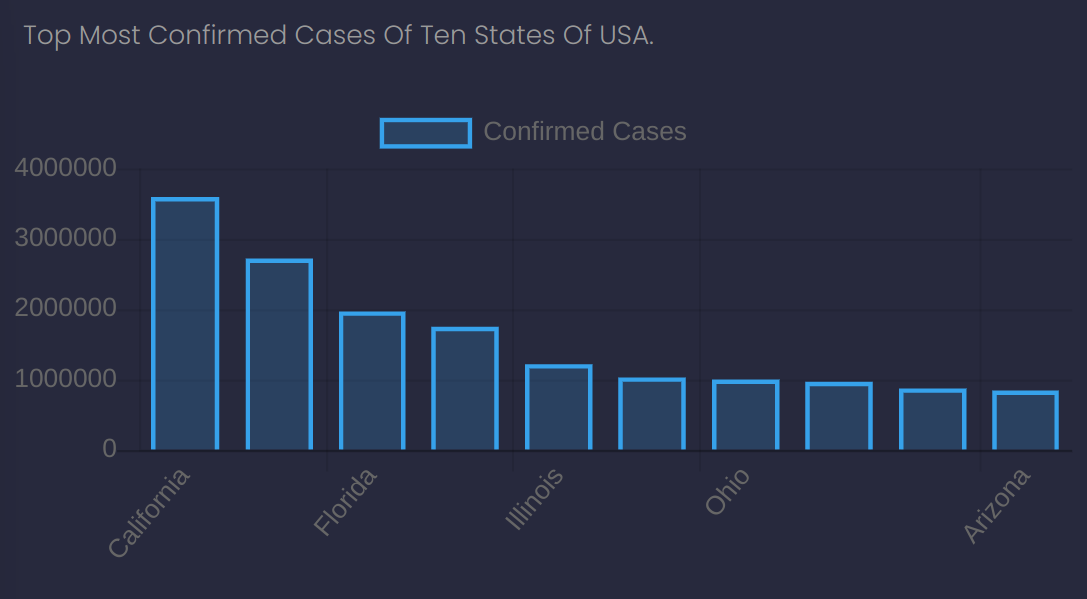 Top Most Confirmed Cases Of Ten States Of USA.
Confirmed Cases
4000000
3000000
2000000
1000000
0
California
Florida
Illinois
Ohio
Arizona